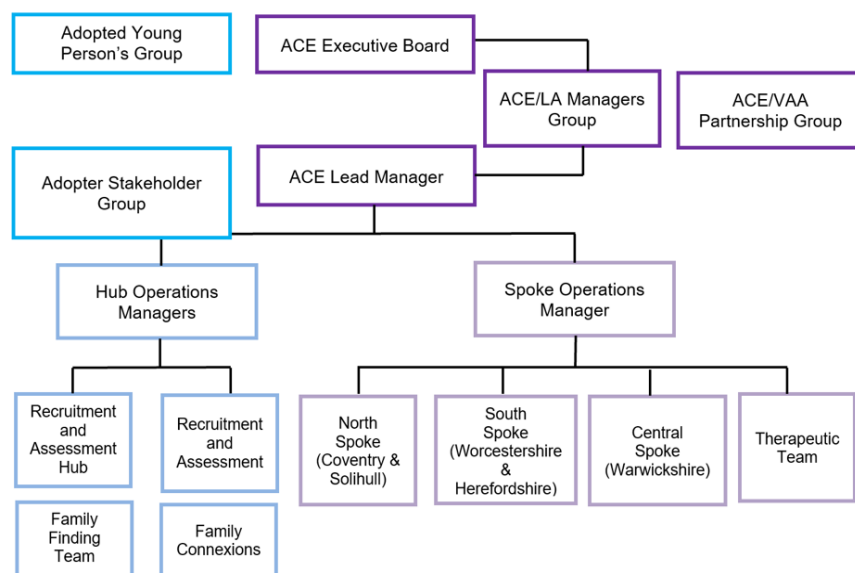 Adopted Young
Person's Group
ACE Executive Board
ACE/LA Managers
Group
ACE/VAA
Partnership Group
Adopter Stakeholder
Group
ACE Lead Manager
Hub Operations
Managers
Spoke Operations
Manager
Recruitment
and
Assessment
Hub
Recruitment
and
Assessment
North
Spoke
(Coventry &
Solihull)
South
Spoke
(Worcestershire
&
Herefordshire)
Central
Spoke
(Warwickshire)
Therapeutic
Team
Family
Finding
Team
Family
Connexions